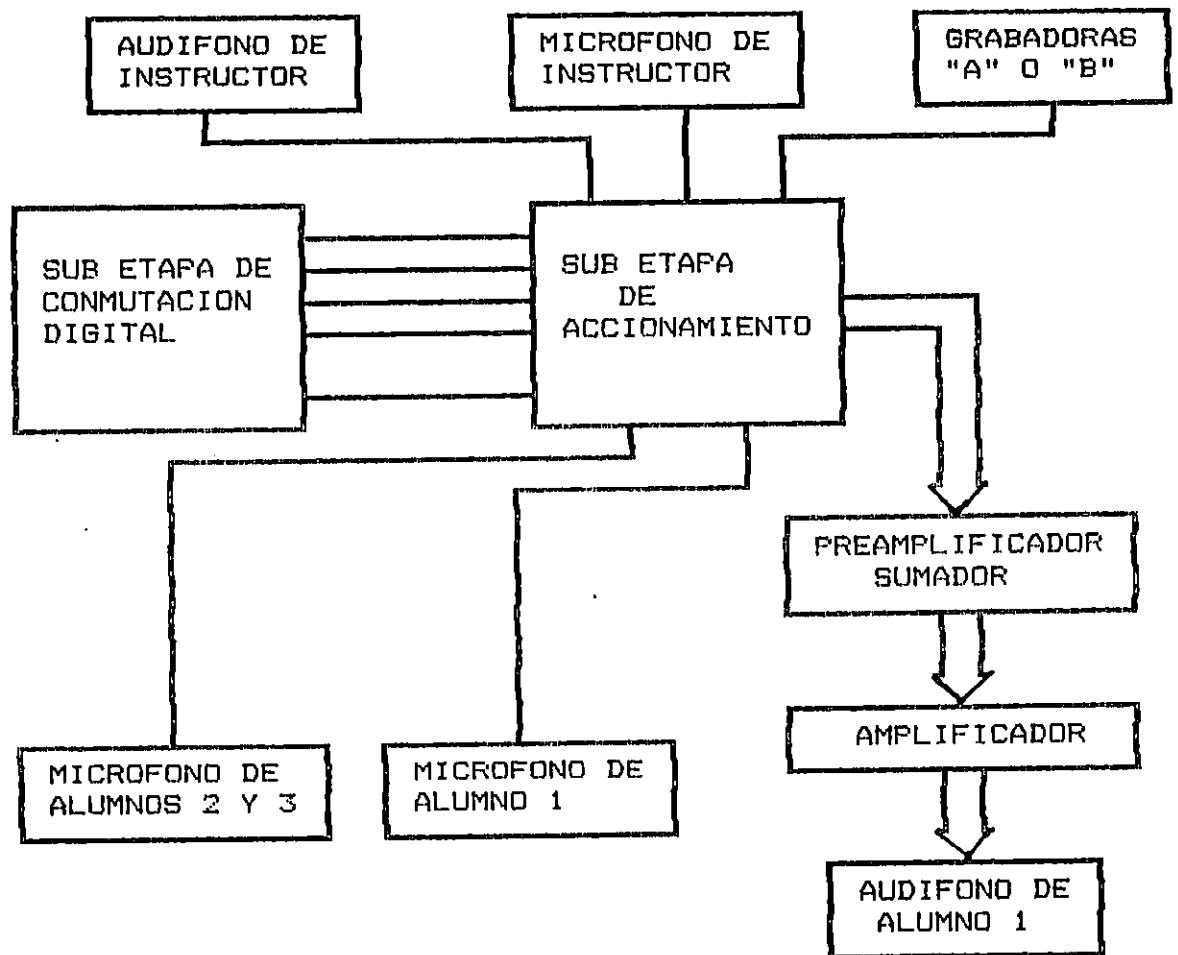 AUDIFONO DE
INSTRUCTOR
MICROFONO DE
INSTRUCTOR
GRABADORAS
"A" O "B"
SUB ETAPA DE
CONMUTACION
DIGITAL
SUB ETAPA
DE
ACCIONAMIENTO
PREAMPLIFICADOR
SUMADOR
AMPLIFICADOR
MICROFONO DE
ALUMNOS 2 Y 3
MICROFONO DE
ALUMNO 1
AUDIFONO DE
ALUMNO 1